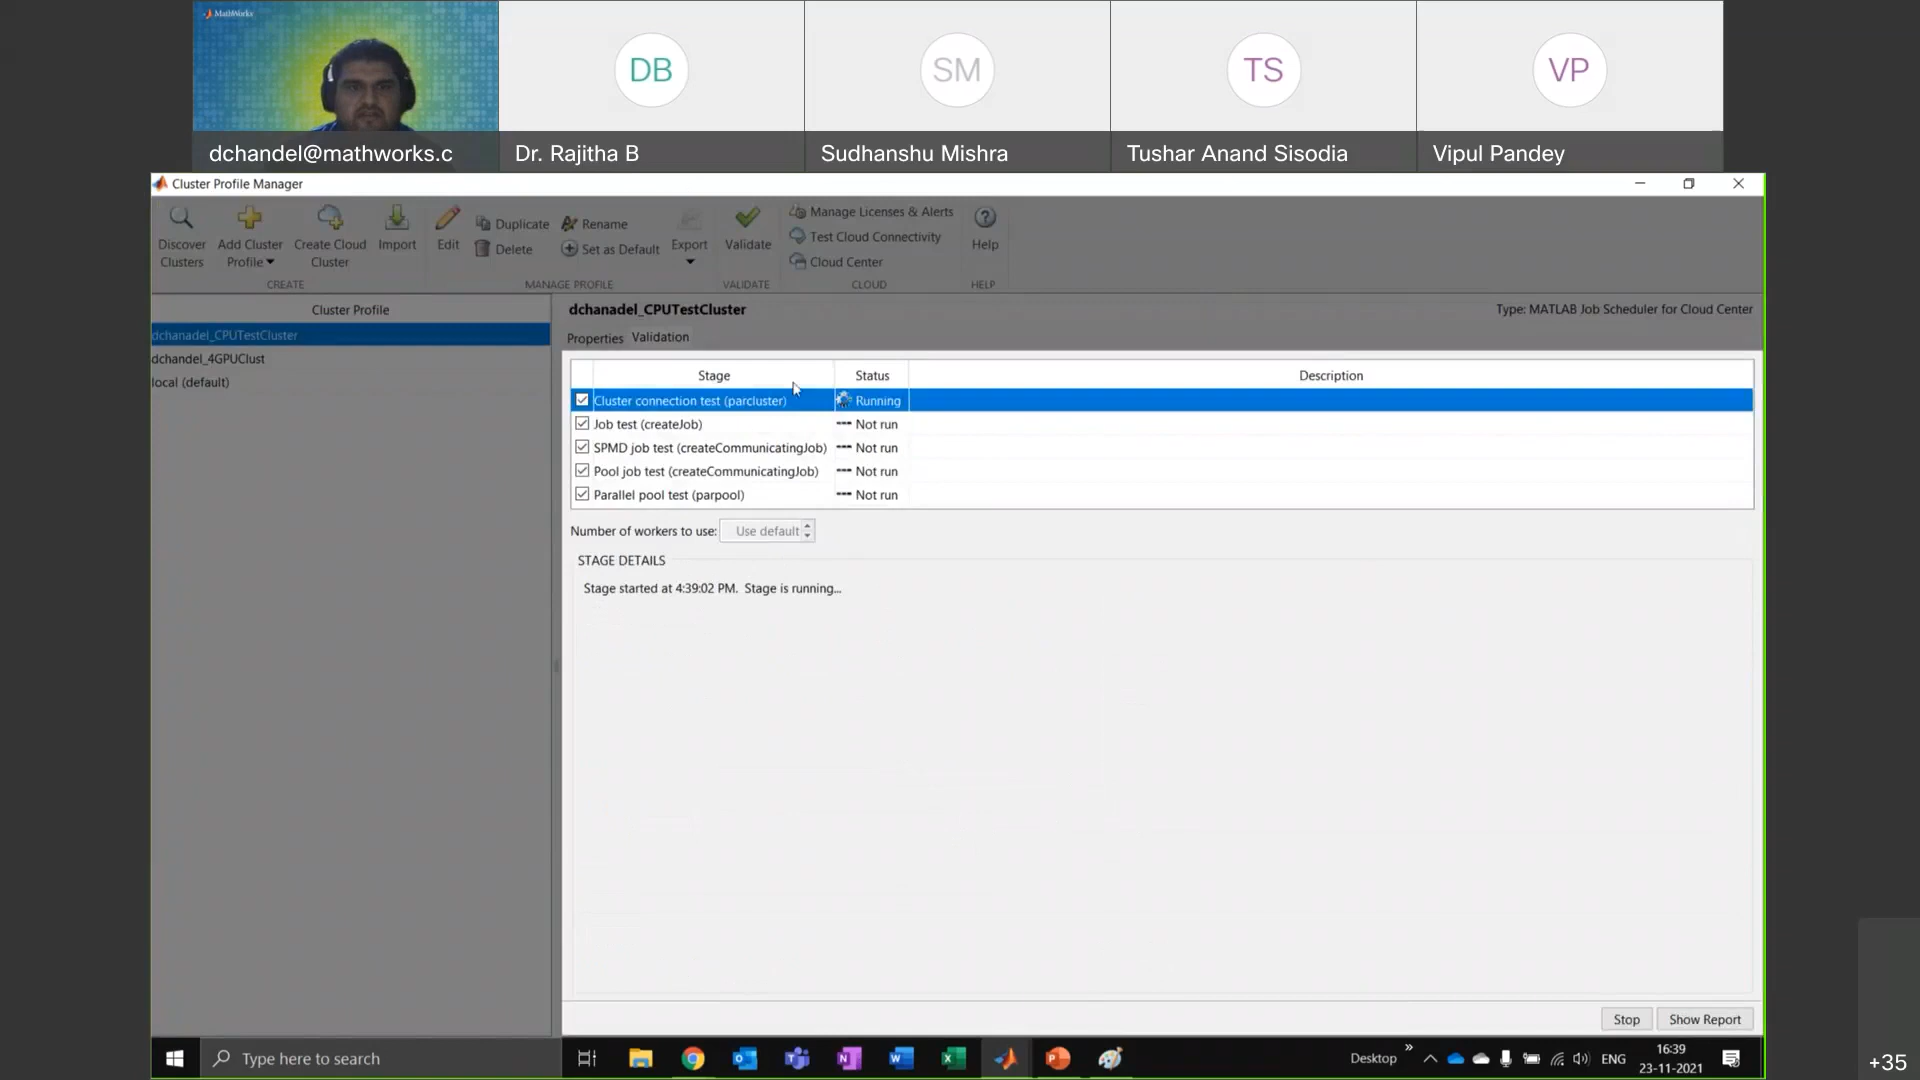 MathWorks
DB
SM
TS
VP
dchandel@mathworks.c
Dr. Rajitha B
Sudhanshu Mishra
Tushar Anand Sisodia
Vipul Pandey
Cluster Profile Manager
Discover Clusters
Add Cluster Profile
Create Cloud Cluster
Import
Edit
Duplicate
Delete
Rename
Set as Default
Export
Validate
Manage Licenses & Alerts
Test Cloud Connectivity
Cloud Center
Help
CREATE
MANAGE PROFILE
VALIDATE
CLOUD
HELP
Cluster Profile
dchanadel_CPUTestCluster
dchandel_4GPUClust
local (default)
dchanadel_CPUTestCluster
Type: MATLAB Job Scheduler for Cloud Center
Properties Validation
Stage Status Description
Cluster connection test (parcluster) Running
Job test (createJob) --- Not run
SPMD job test (createCommunicatingJob) --- Not run
Pool job test (createCommunicatingJob) --- Not run
Parallel pool test (parpool) --- Not run
Number of workers to use: Use default
STAGE DETAILS
Stage started at 4:39:02 PM. Stage is running...
Stop
Show Report
Type here to search
Desktop
ENG
16:39
23-11-2021
+35